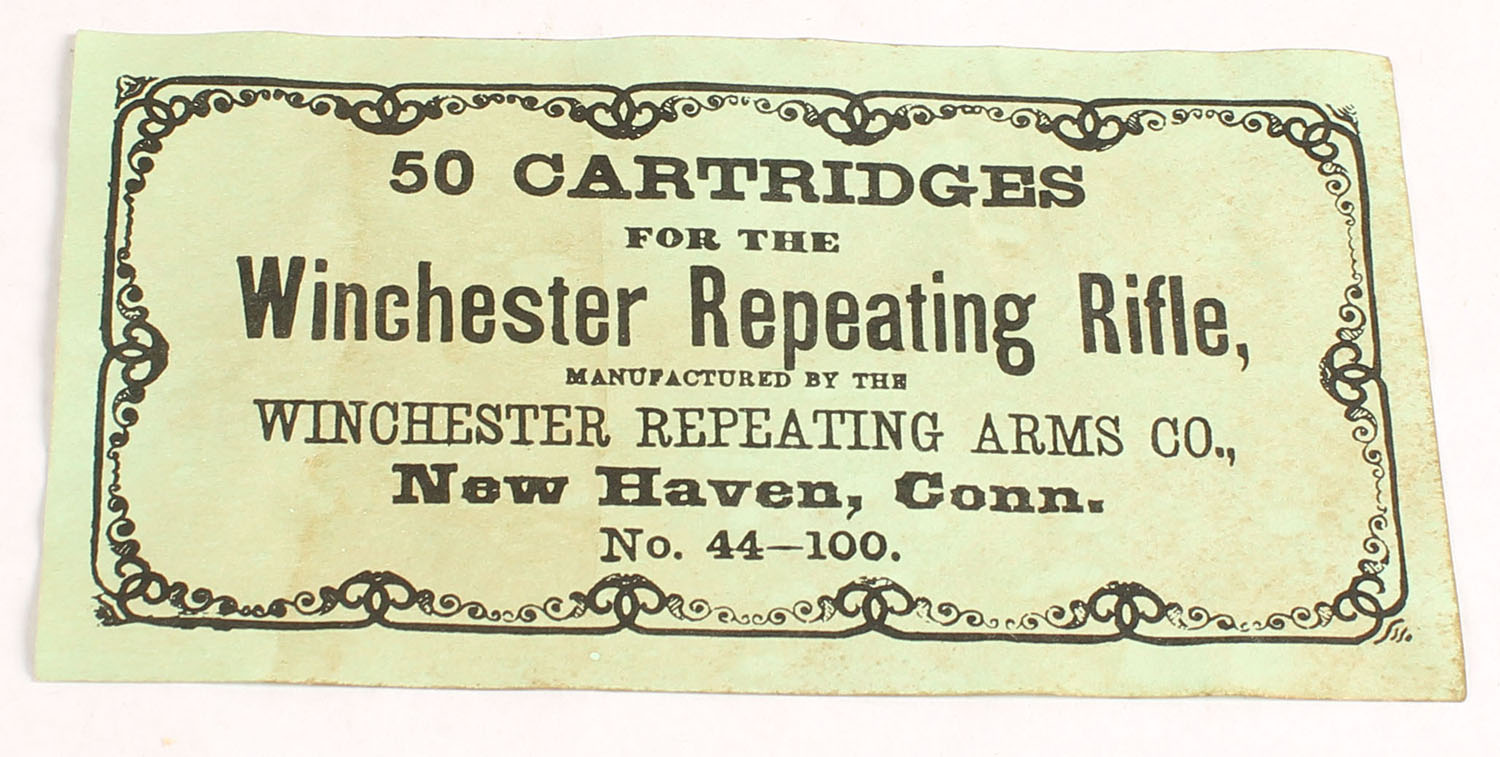 50 CARTRIDGES
FOR THE
Winchester Repeating Rifle,
MANUFACTURED BY THE
WINCHESTER REPEATING ARMS CO.,
New Haven, Conn.
No. 44–100.